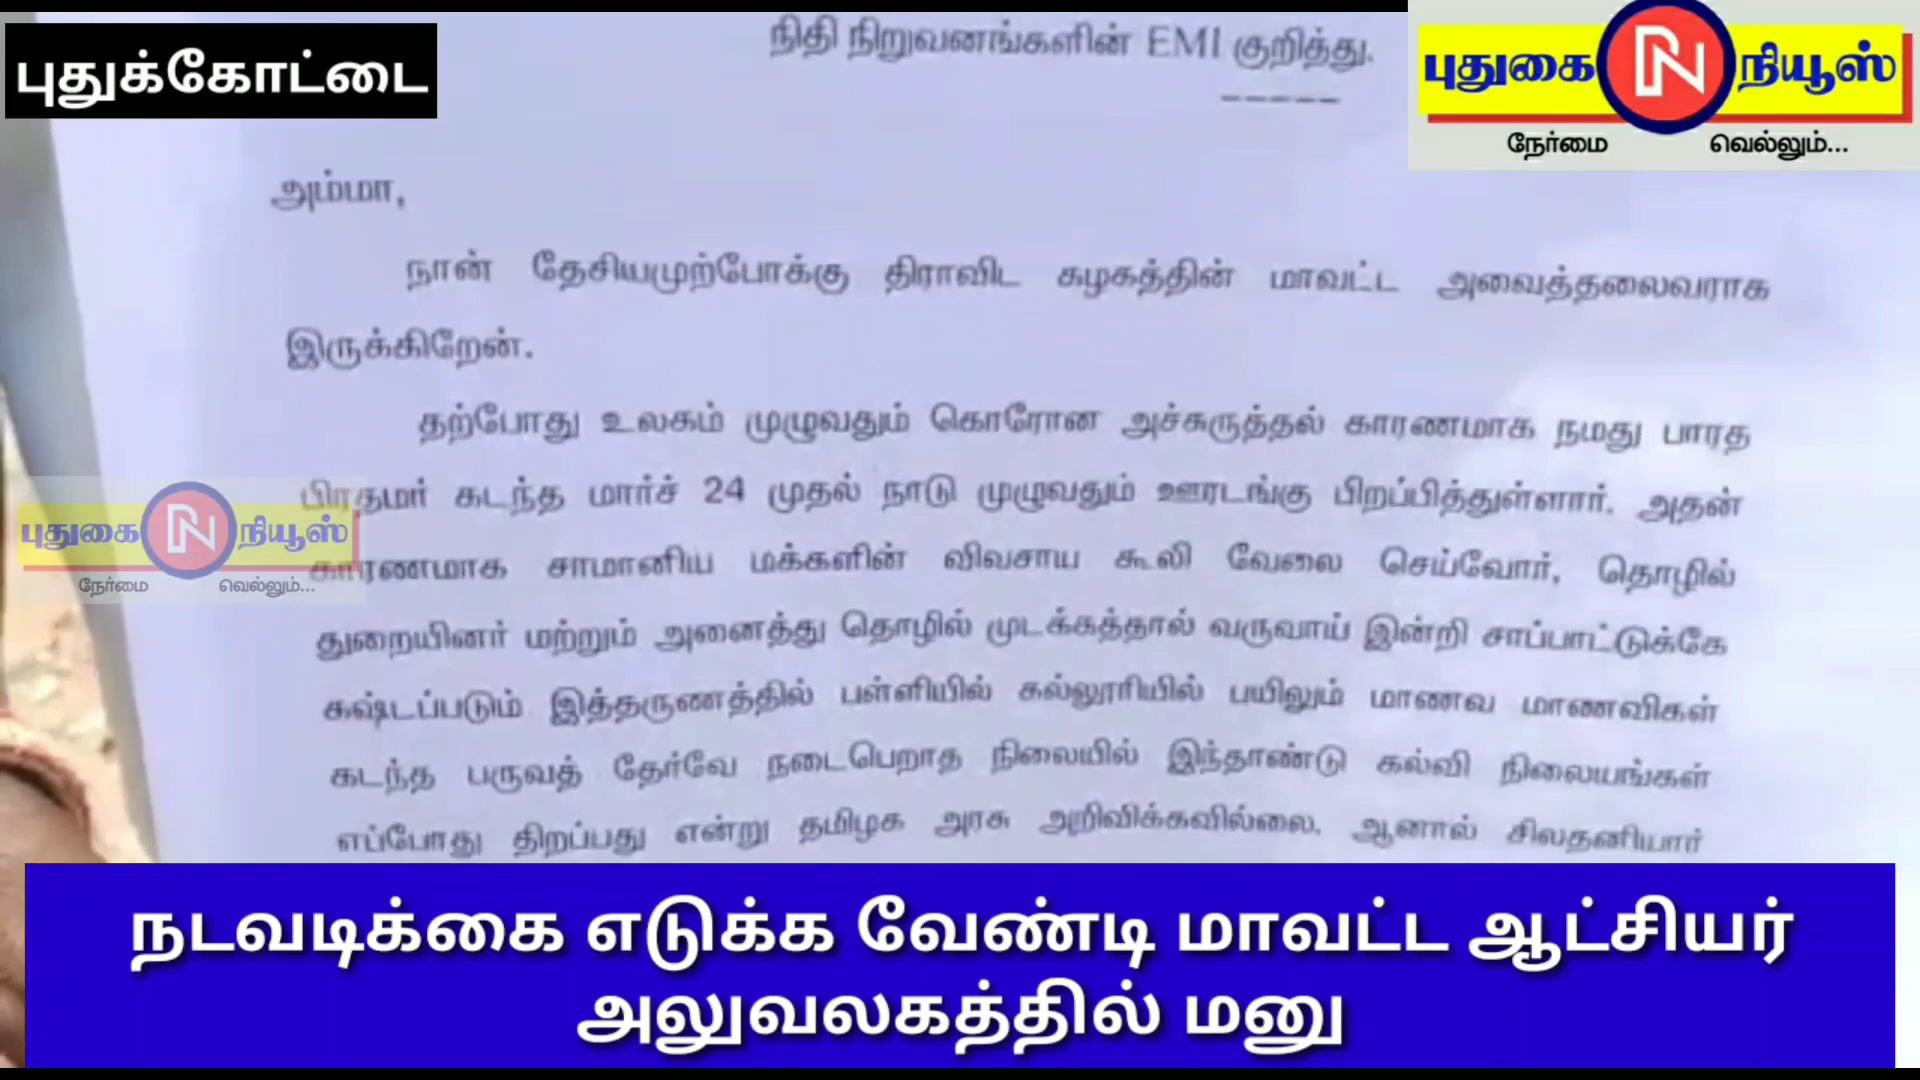 புதுக்கோட்டை
புதுகை PN நியூஸ்
நேர்மை வெல்லும்...
நிதி நிறுவனங்களின் EMI குறித்து.
-----
அம்மா,
நான் தேசியமுற்போக்கு திராவிட கழகத்தின் மாவட்ட அவைத்தலைவராக
இருக்கிறேன்.
தற்போது உலகம் முழுவதும் கொரோன அச்சுருத்தல் காரணமாக நமது பாரத
பிரதமர் கடந்த மார்ச் 24 முதல் நாடு முழுவதும் ஊரடங்கு பிறப்பித்துள்ளார். அதன்
காரணமாக சாமானிய மக்களின் விவசாய கூலி வேலை செய்வோர், தொழில்
துறையினர் மற்றும் அனைத்து தொழில் முடக்கத்தால் வருவாய் இன்றி சாப்பாட்டுக்கே
கஷ்டப்படும் இத்தருணத்தில் பள்ளியில் கல்லூரியில் பயிலும் மாணவ மாணவிகள்
கடந்த பருவத் தேர்வே நடைபெறாத நிலையில் இந்தாண்டு கல்வி நிலையங்கள்
எப்போது திறப்பது என்று தமிழக அரசு அறிவிக்கவில்லை. ஆனால் சிலதனியார்
புதுகை PN நியூஸ்
நேர்மை வெல்லும்...
நடவடிக்கை எடுக்க வேண்டி மாவட்ட ஆட்சியர்
அலுவலகத்தில் மனு